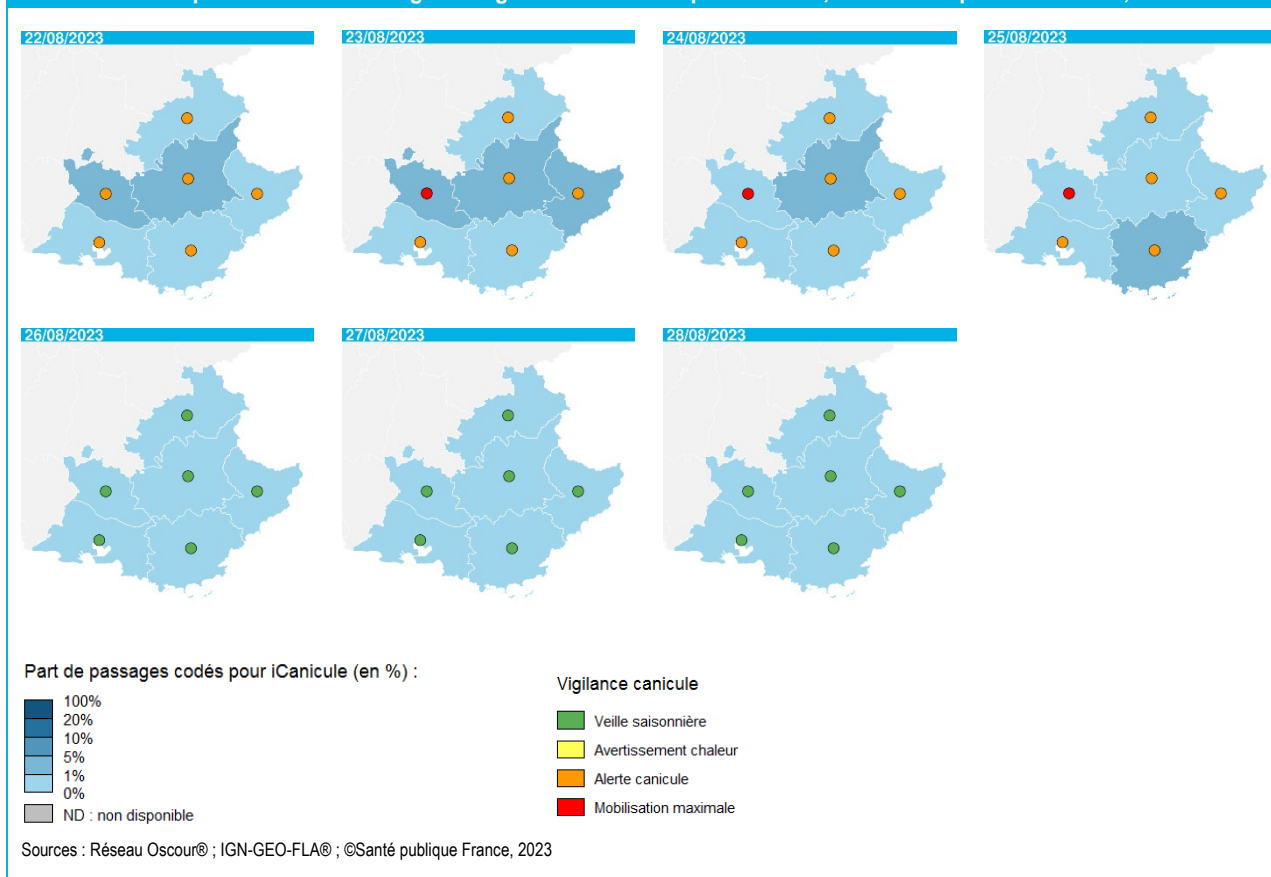 22/08/2023
23/08/2023
24/08/2023
25/08/2023
26/08/2023
27/08/2023
28/08/2023
Part de passages codés pour iCanicule (en %) :
100%
20%
10%
5%
1%
0%
ND : non disponible
Vigilance canicule
Veille saisonnière
Avertissement chaleur
Alerte canicule
Mobilisation maximale
Sources : Réseau Oscour® ; IGN-GEO-FLA® ; ©Santé publique France, 2023